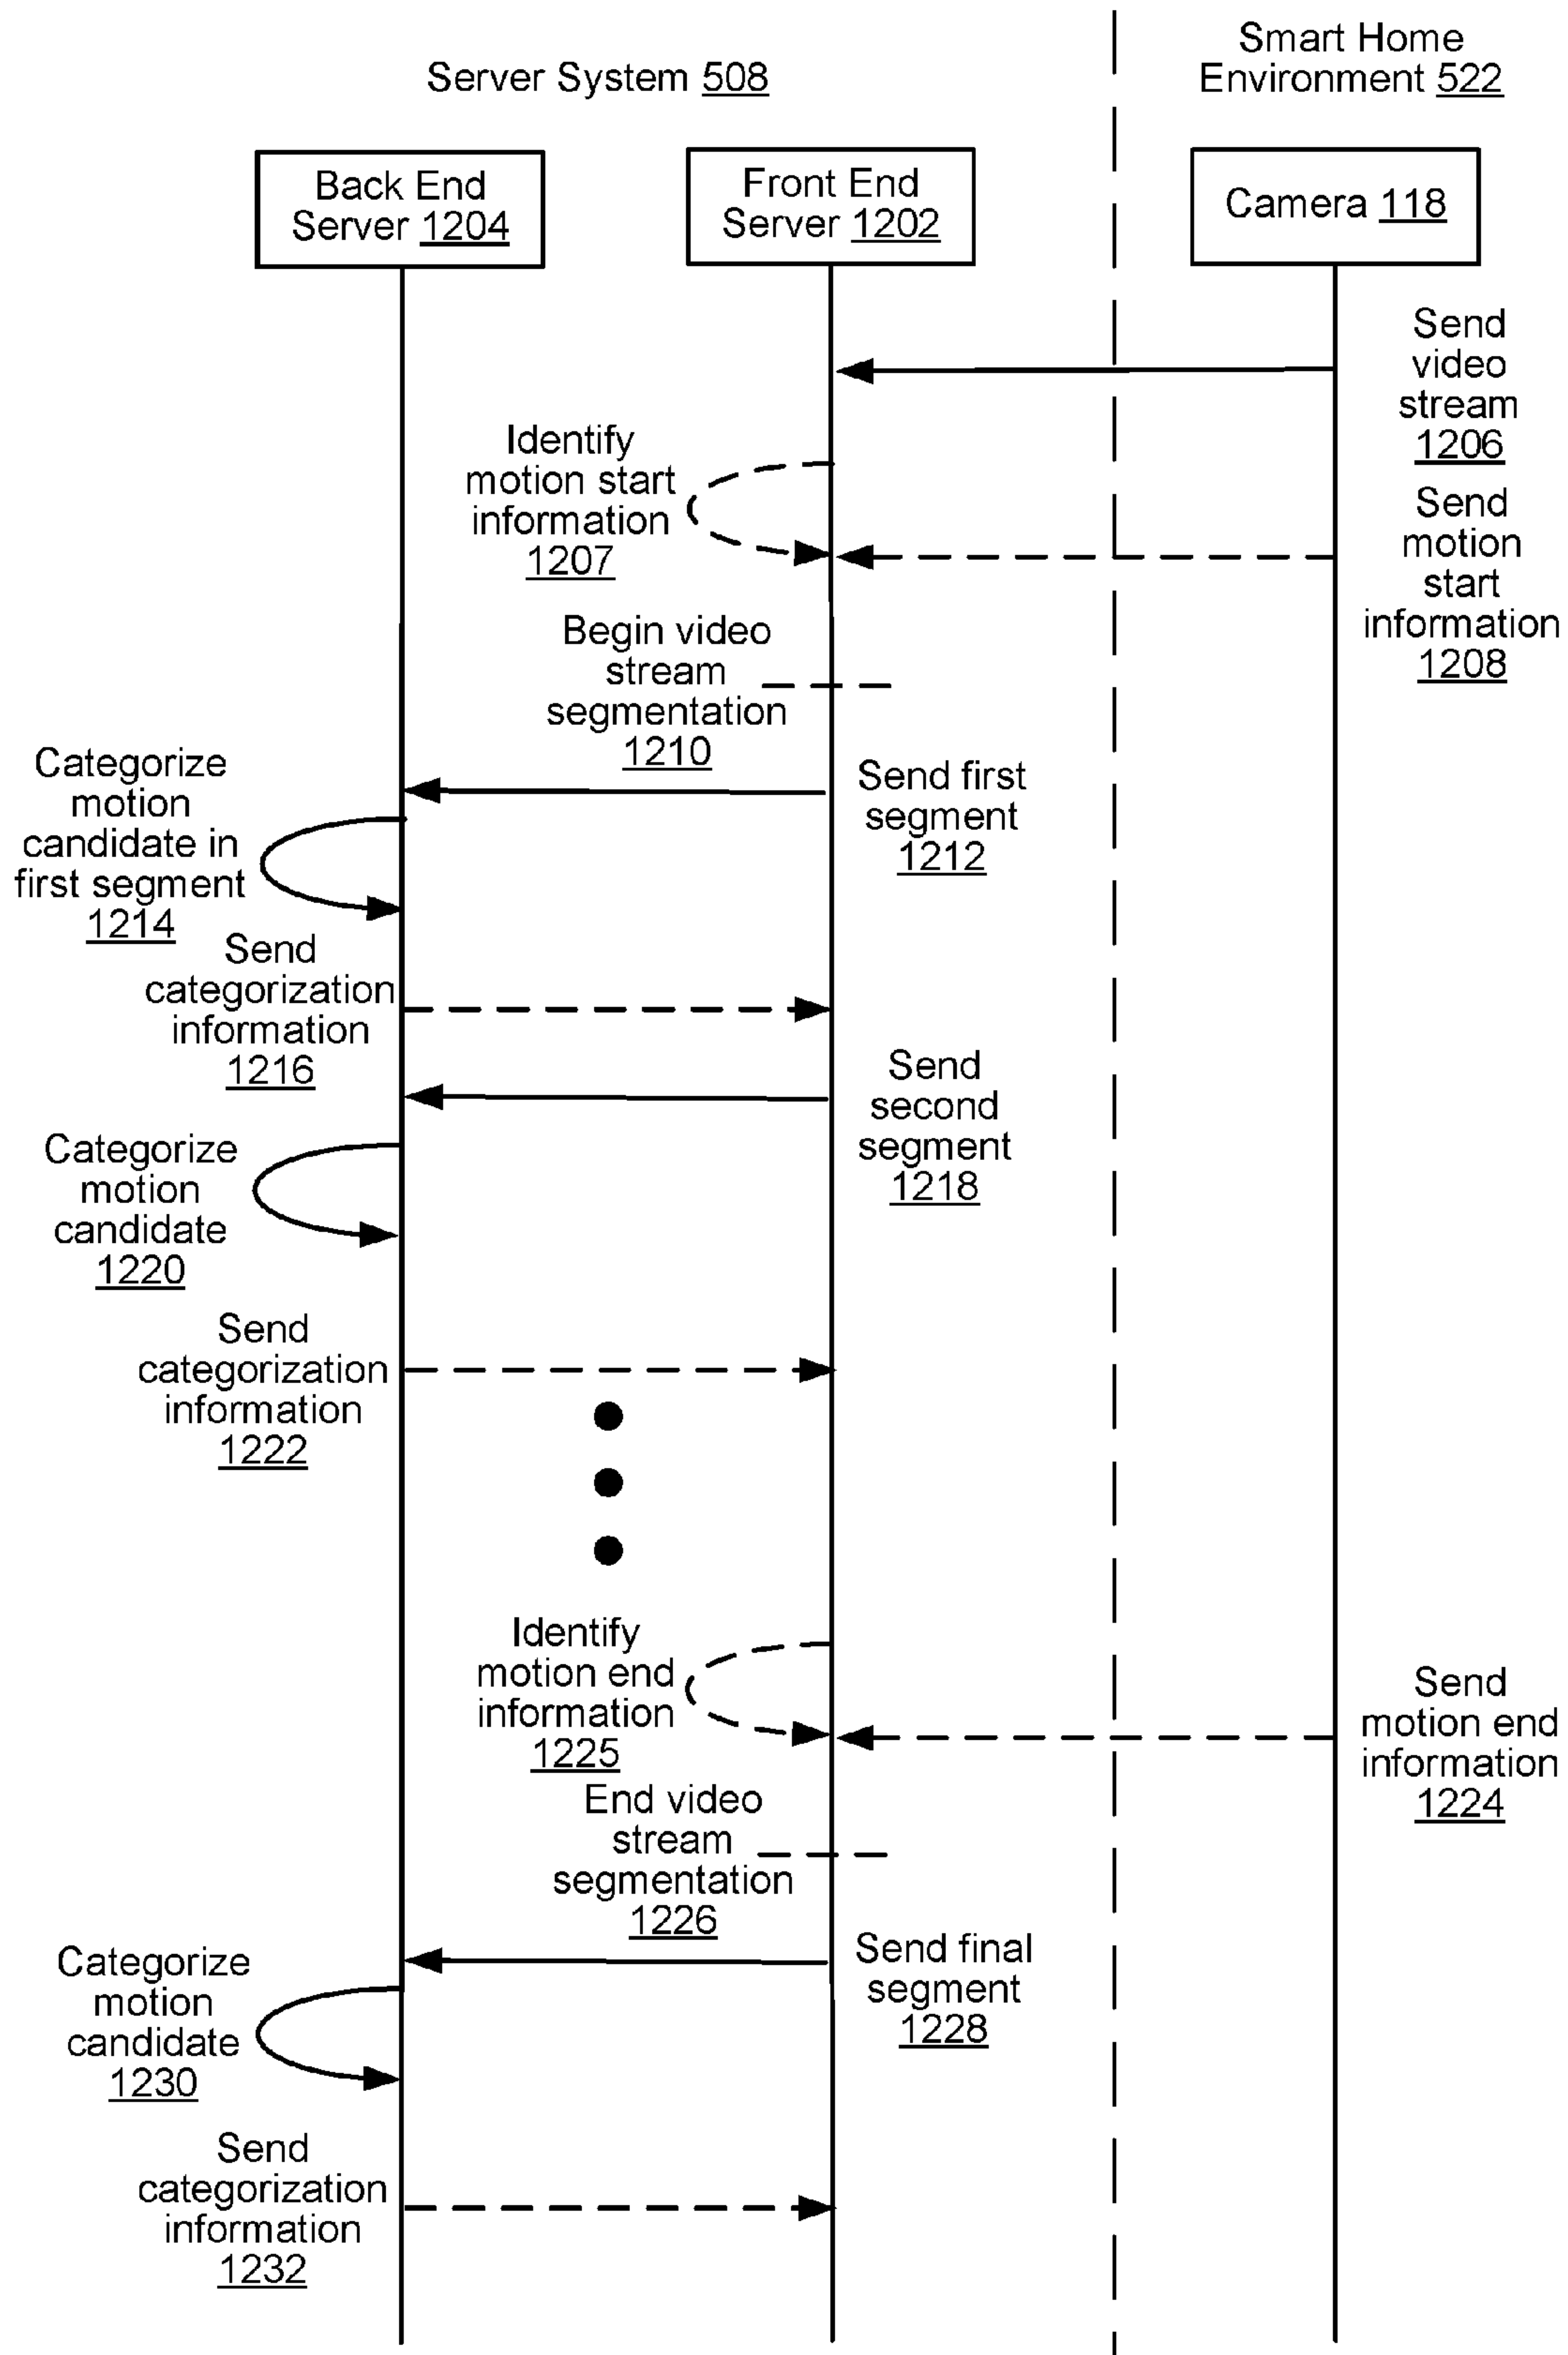 Server System 508
Smart Home
Environment 522
Back End
Server 1204
Front End
Server 1202
Camera 118
Send
video
stream
1206
Identify
motion start
information
1207
Send
motion
start
information
1208
Begin video
stream
segmentation
1210
Categorize
motion
candidate in
first segment
1214
Send first
segment
1212
Send
categorization
information
1216
Send
second
segment
1218
Categorize
motion
candidate
1220
Send
categorization
information
1222
Identify
motion end
information
1225
Send
motion end
information
1224
End video
stream
segmentation
1226
Send final
segment
1228
Categorize
motion
candidate
1230
Send
categorization
information
1232